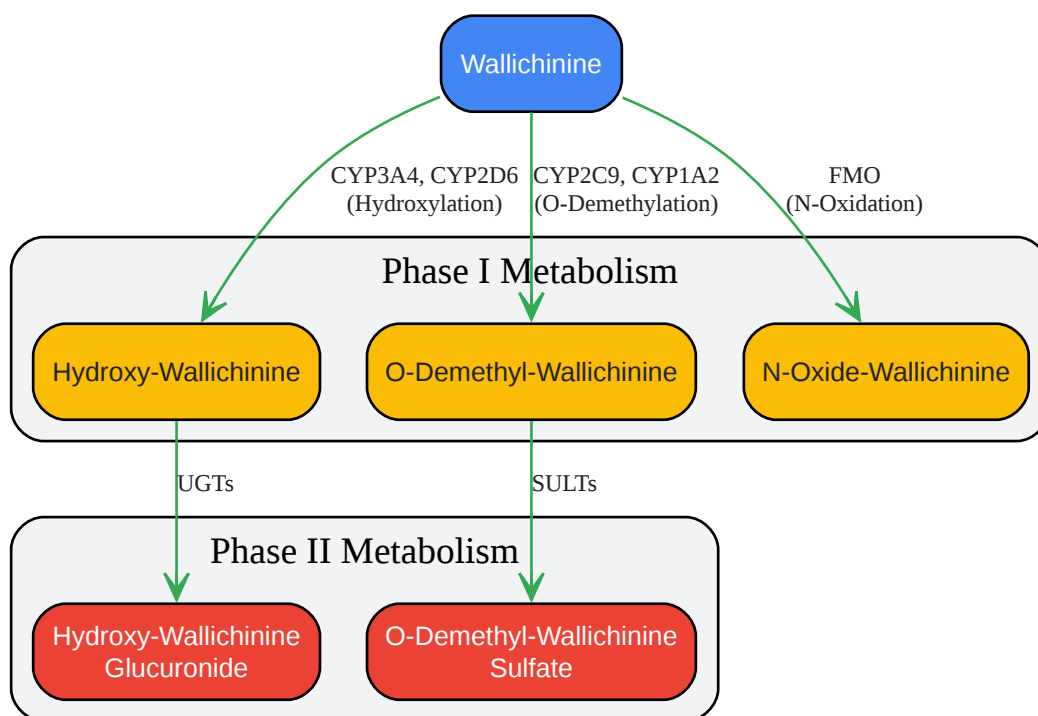 Wallichinine
CYP3A4, CYP2D6
(Hydroxylation)
CYP2C9, CYP1A2
(O-Demethylation)
FMO
(N-Oxidation)
Phase I Metabolism
Hydroxy-Wallichinine
O-Demethyl-Wallichinine
N-Oxide-Wallichinine
UGTs
SULTs
Phase II Metabolism
Hydroxy-Wallichinine
Glucuronide
O-Demethyl-Wallichinine
Sulfate